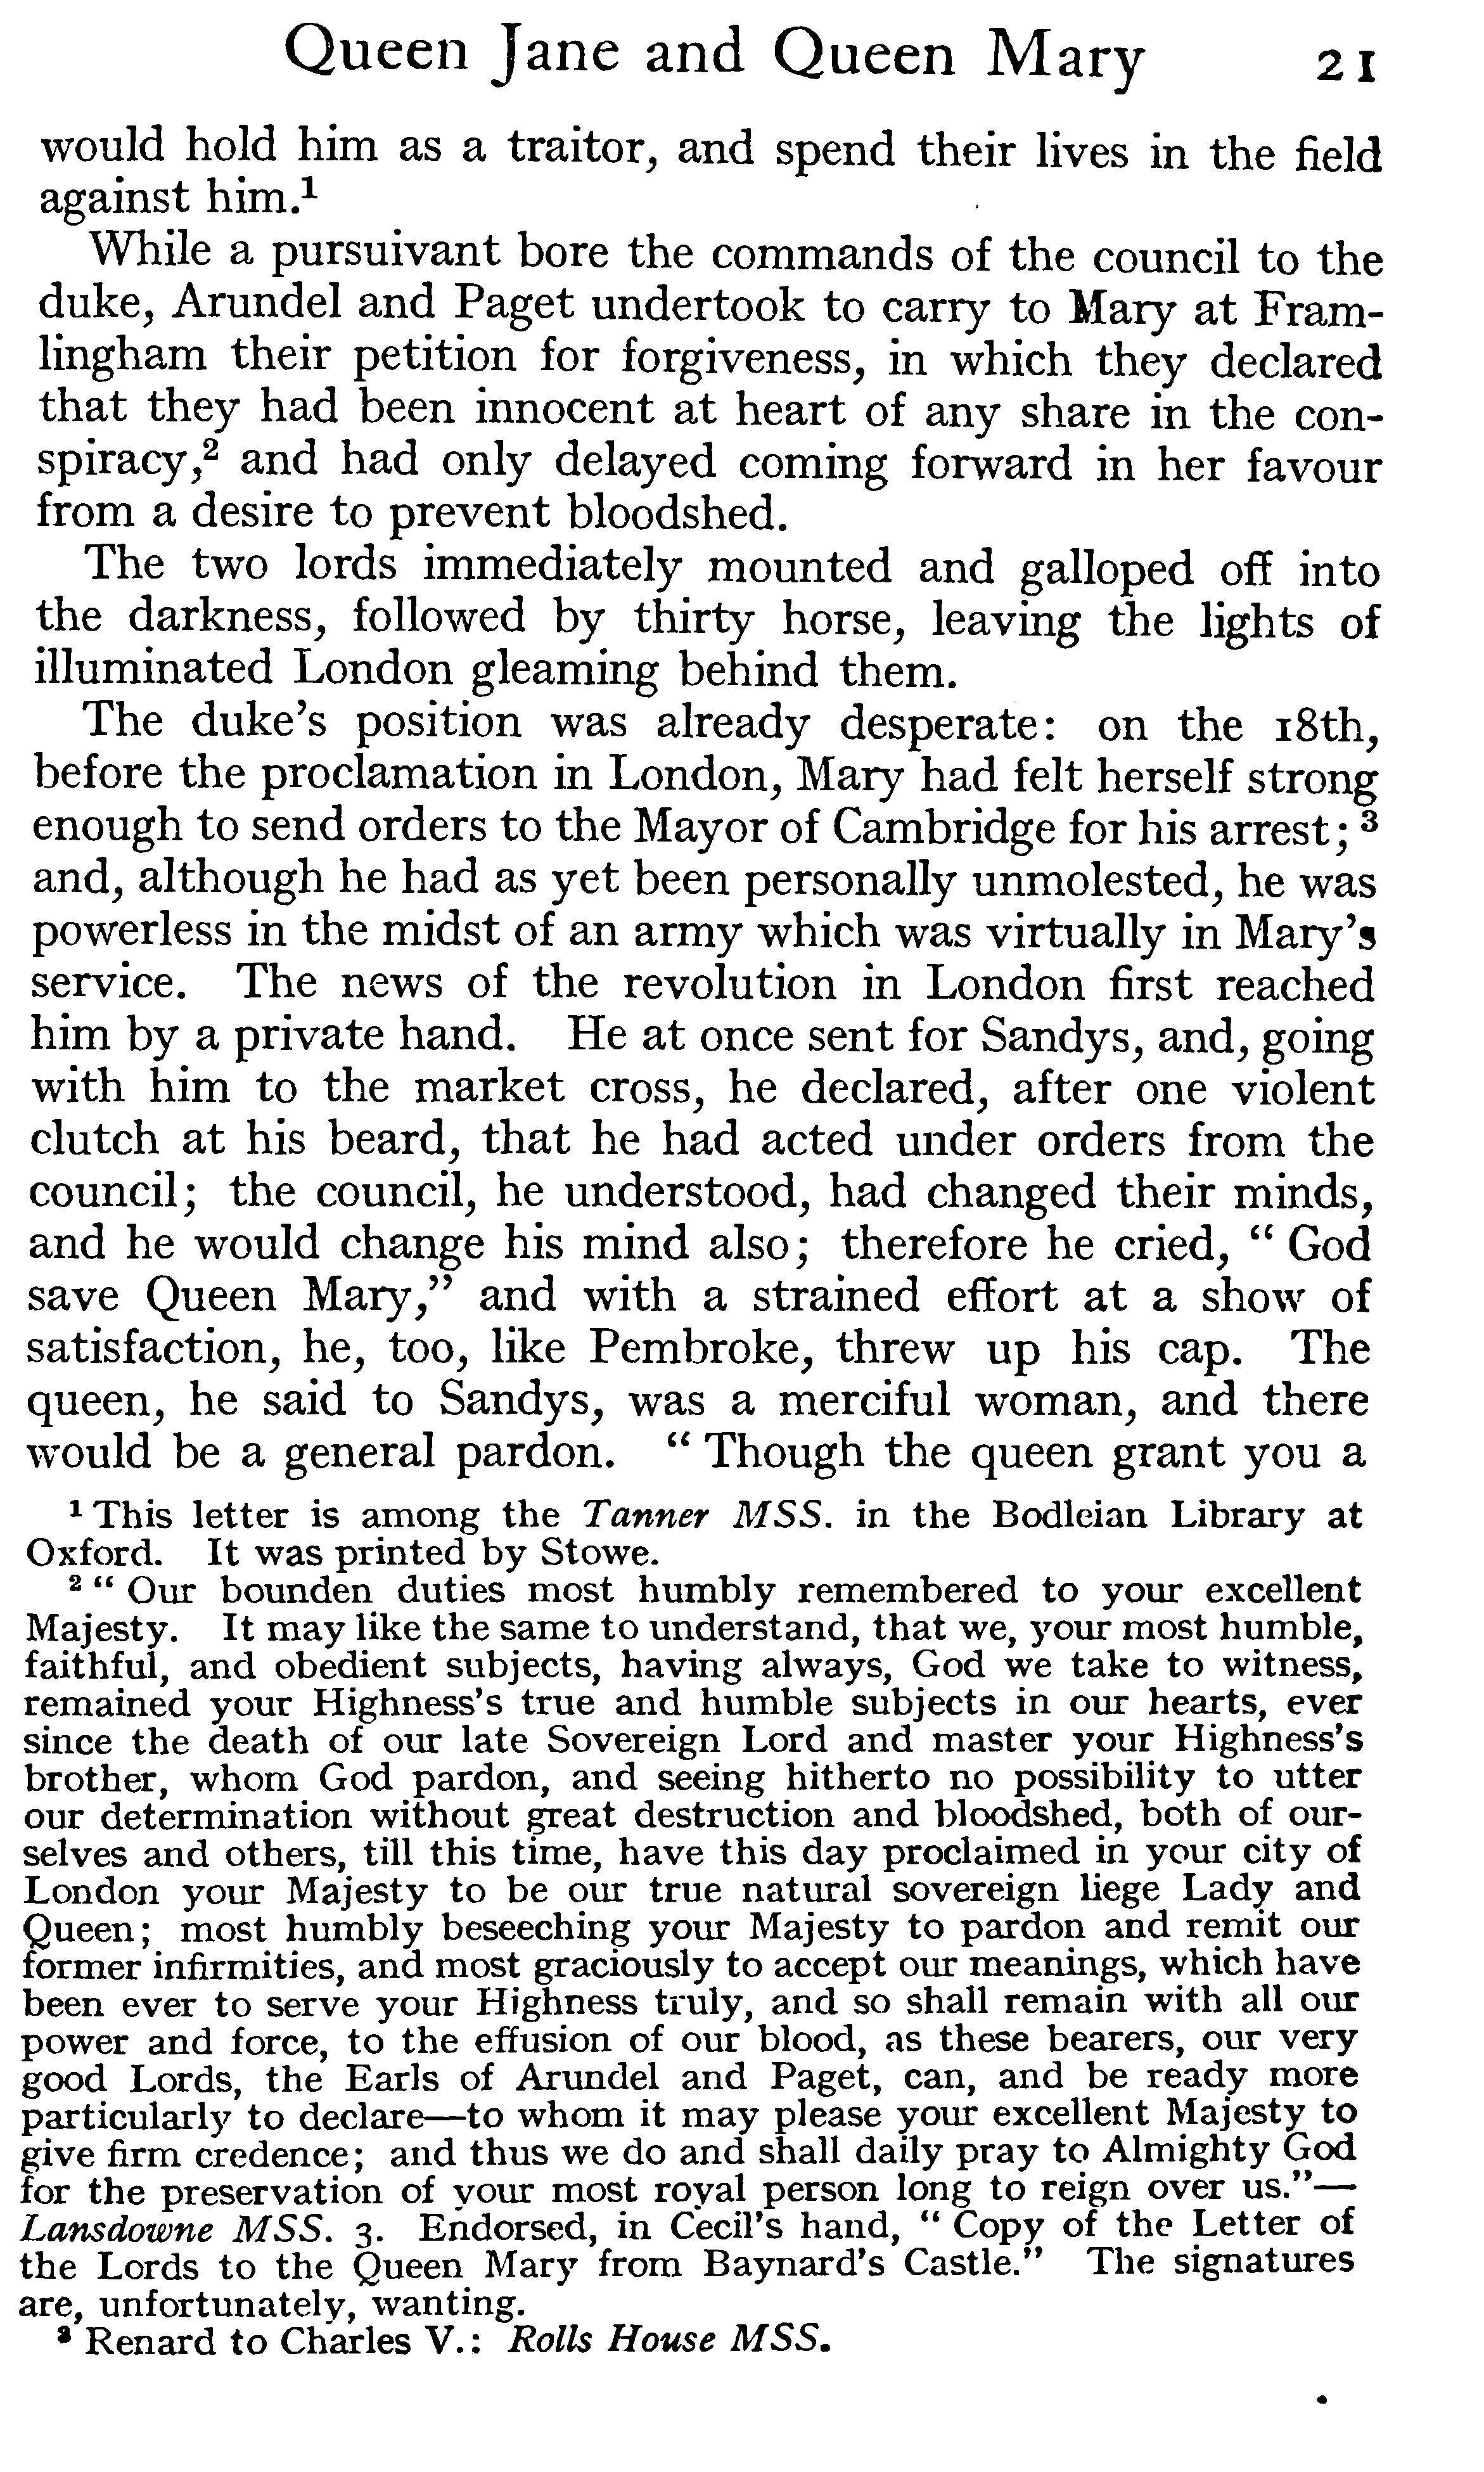 Queen Jane and Queen Mary 21
would hold him as a traitor, and spend their lives in the field
against him.¹
While a pursuivant bore the commands of the council to the
duke, Arundel and Paget undertook to carry to Mary at Fram-
lingham their petition for forgiveness, in which they declared
that they had been innocent at heart of any share in the con-
spiracy,² and had only delayed coming forward in her favour
from a desire to prevent bloodshed.
The two lords immediately mounted and galloped off into
the darkness, followed by thirty horse, leaving the lights of
illuminated London gleaming behind them.
The duke's position was already desperate: on the 18th,
before the proclamation in London, Mary had felt herself strong
enough to send orders to the Mayor of Cambridge for his arrest; ³
and, although he had as yet been personally unmolested, he was
powerless in the midst of an army which was virtually in Mary's
service. The news of the revolution in London first reached
him by a private hand. He at once sent for Sandys, and, going
with him to the market cross, he declared, after one violent
clutch at his beard, that he had acted under orders from the
council; the council, he understood, had changed their minds,
and he would change his mind also; therefore he cried, “ God
save Queen Mary,” and with a strained effort at a show of
satisfaction, he, too, like Pembroke, threw up his cap. The
queen, he said to Sandys, was a merciful woman, and there
would be a general pardon. “ Though the queen grant you a
¹ This letter is among the Tanner MSS. in the Bodleian Library at
Oxford. It was printed by Stowe.
² “ Our bounden duties most humbly remembered to your excellent
Majesty. It may like the same to understand, that we, your most humble,
faithful, and obedient subjects, having always, God we take to witness,
remained your Highness's true and humble subjects in our hearts, ever
since the death of our late Sovereign Lord and master your Highness's
brother, whom God pardon, and seeing hitherto no possibility to utter
our determination without great destruction and bloodshed, both of our-
selves and others, till this time, have this day proclaimed in your city of
London your Majesty to be our true natural sovereign liege Lady and
Queen; most humbly beseeching your Majesty to pardon and remit our
former infirmities, and most graciously to accept our meanings, which have
been ever to serve your Highness truly, and so shall remain with all our
power and force, to the effusion of our blood, as these bearers, our very
good Lords, the Earls of Arundel and Paget, can, and be ready more
particularly to declare—to whom it may please your excellent Majesty to
give firm credence; and thus we do and shall daily pray to Almighty God
for the preservation of your most royal person long to reign over us.”—
Lansdowne MSS. 3. Endorsed, in Cecil's hand, “ Copy of the Letter of
the Lords to the Queen Mary from Baynard's Castle.” The signatures
are, unfortunately, wanting.
³ Renard to Charles V.: Rolls House MSS.